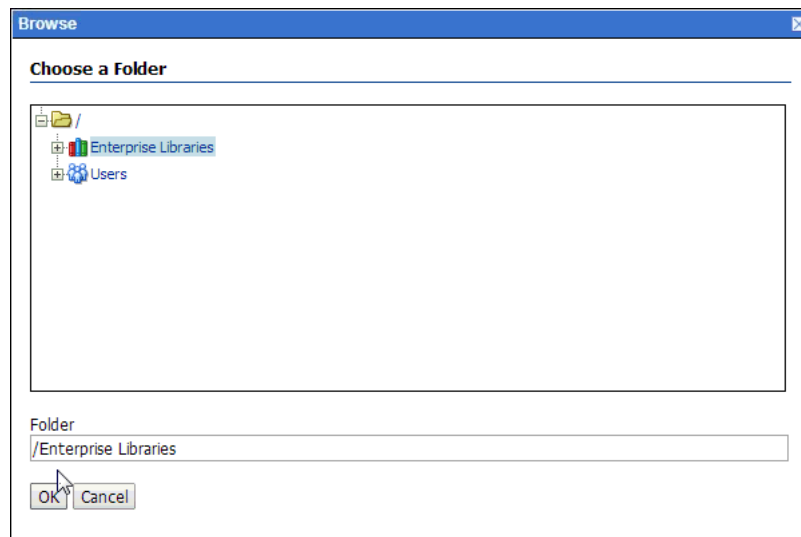 Browse
Choose a Folder
/
Enterprise Libraries
Users
Folder
/Enterprise Libraries
OK Cancel